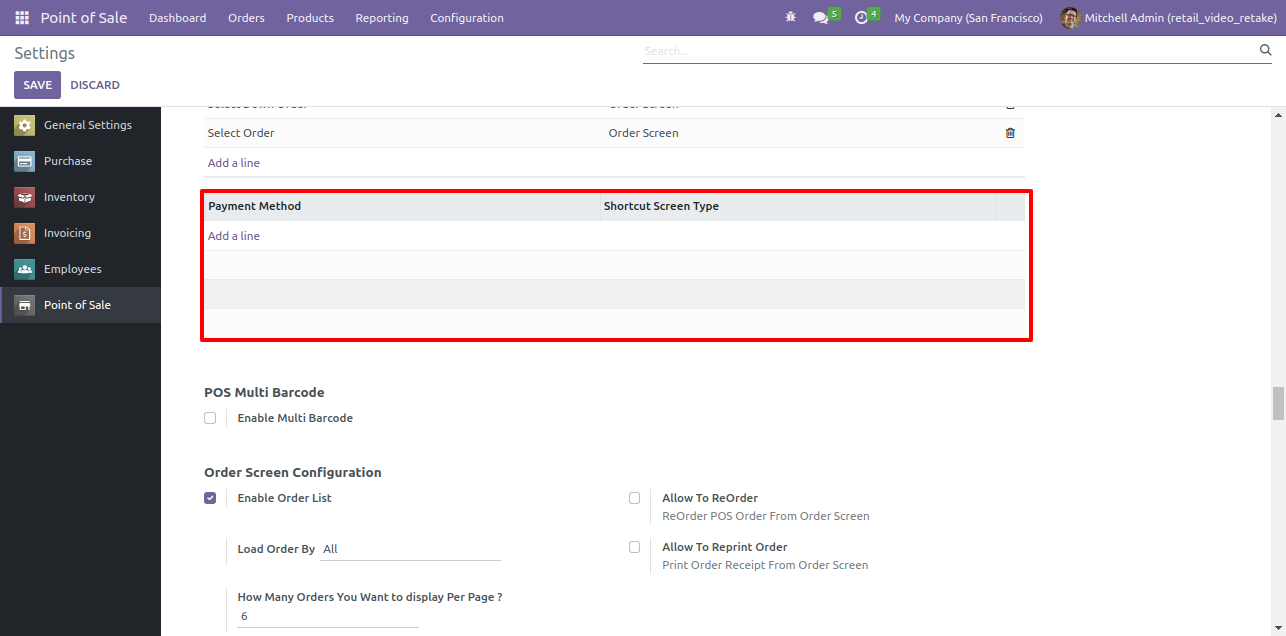 Point of Sale Dashboard Orders Products Reporting Configuration 5 4 My Company (San Francisco) Mitchell Admin (retail_video_retake)
Settings Search...
SAVE DISCARD
General Settings
Purchase
Inventory
Invoicing
Employees
Point of Sale
Select Order Order Screen
Add a line
Payment Method Shortcut Screen Type
Add a line
POS Multi Barcode
Enable Multi Barcode
Order Screen Configuration
Enable Order List Allow To ReOrder
ReOrder POS Order From Order Screen
Load Order By All Allow To Reprint Order
Print Order Receipt From Order Screen
How Many Orders You Want to display Per Page ?
6